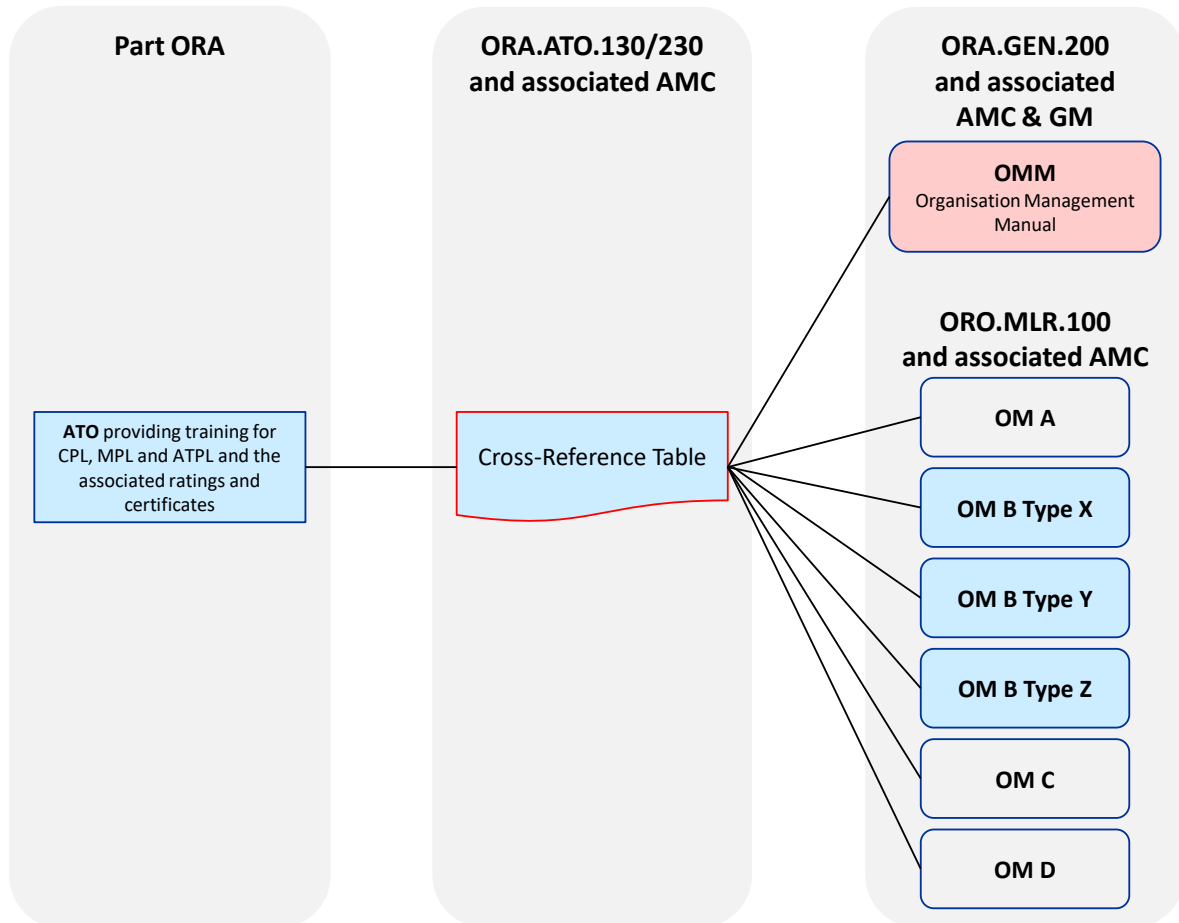 Part ORA
ORA.ATO.130/230
and associated AMC
ORA.GEN.200
and associated
AMC & GM
OMM
Organisation Management
Manual
ORO.MLR.100
and associated AMC
ATO providing training for
CPL, MPL and ATPL and the
associated ratings and
certificates
Cross-Reference Table
OM A
OM B Type X
OM B Type Y
OM B Type Z
OM C
OM D